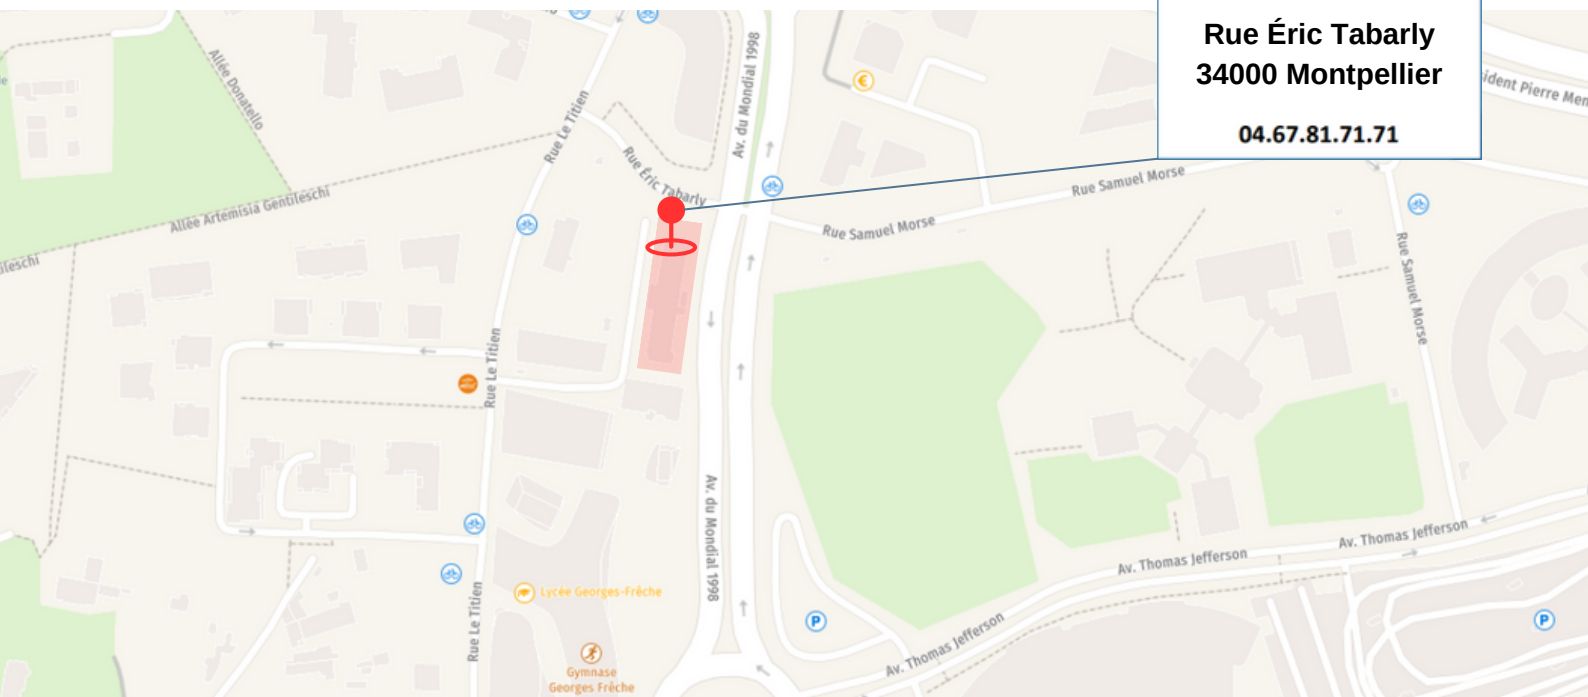 Rue Éric Tabarly
34000 Montpellier
04.67.81.71.71
Allée Donatello
Rue Le Titien
Av. du Mondial 1998
Rue Éric Tabarly
Allée Artemisia Gentileschi
Rue Samuel Morse
Rue Samuel Morse
Rue Samuel Morse
Rue Le Titien
Av. du Mondial 1998
Av. Thomas Jefferson
Av. Thomas Jefferson
Lycée Georges-Frêche
Rue Le Titien
Av. Thomas Jefferson
P
P
Gymnase
Georges Frêche
€